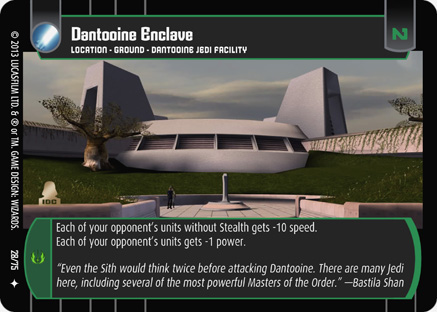 Dantooine Enclave
LOCATION - GROUND - DANTOOINE JEDI FACILITY
N
© 2013 LUCASFILM LTD. & ® or TM. GAME DESIGN: WIZARDS.
IDC
28/75
Each of your opponent's units without Stealth gets -10 speed.
Each of your opponent's units gets -1 power.
"Even the Sith would think twice before attacking Dantooine. There are many Jedi
here, including several of the most powerful Masters of the Order." —Bastila Shan